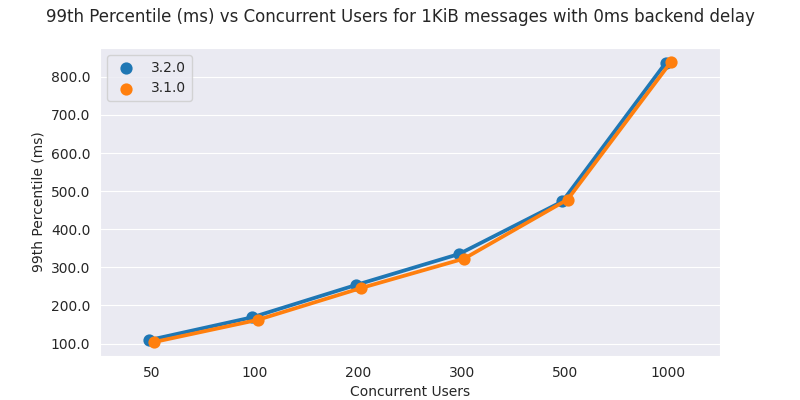 99th Percentile (ms) vs Concurrent Users for 1KiB messages with 0ms backend delay
3.2.0
3.1.0
99th Percentile (ms)
800.0
700.0
600.0
500.0
400.0
300.0
200.0
100.0
50 100 200 300 500 1000
Concurrent Users